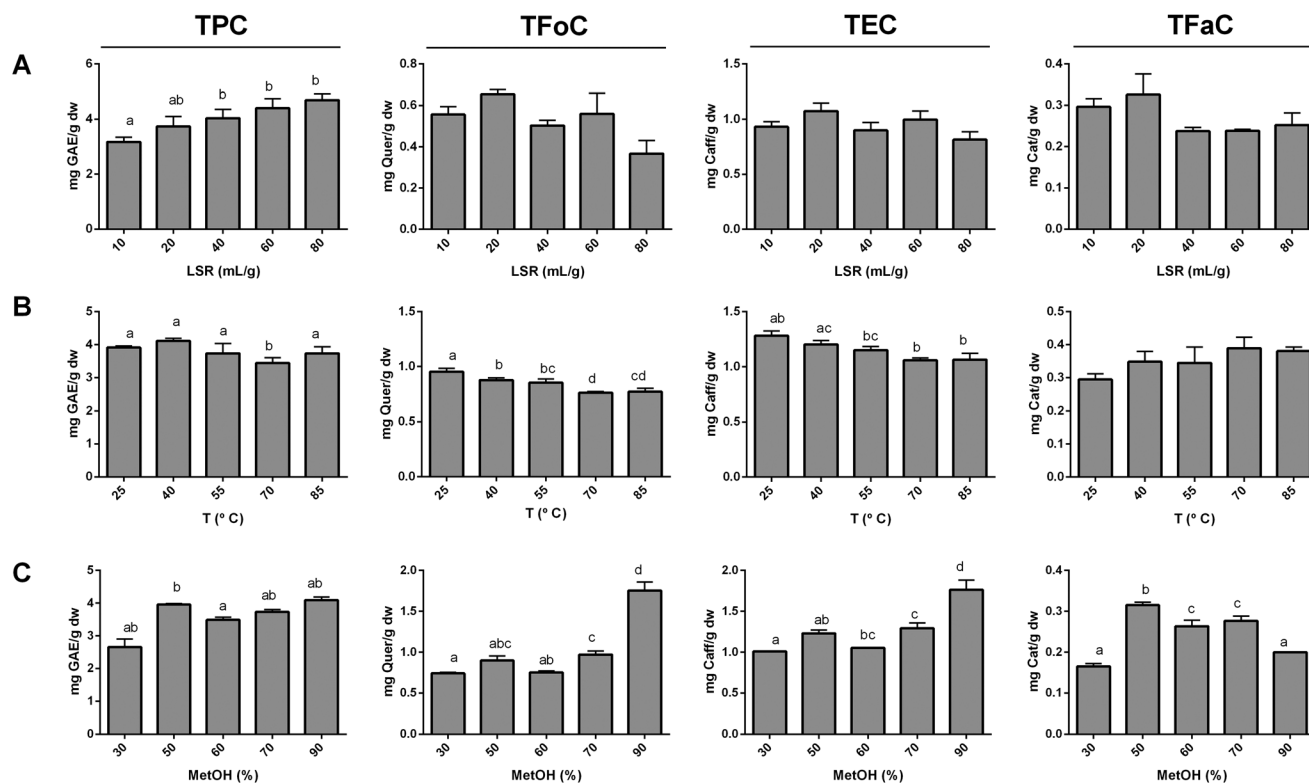 TPC TFoC TEC TFaC
A
mg GAE/g dw
6
4
2
0
a ab b b b
10 20 40 60 80
LSR (mL/g)
mg Quer/g dw
0.8
0.6
0.4
0.2
0.0
10 20 40 60 80
LSR (mL/g)
mg Caff/g dw
1.5
1.0
0.5
0.0
10 20 40 60 80
LSR (mL/g)
mg Cat/g dw
0.4
0.3
0.2
0.1
0.0
10 20 40 60 80
LSR (mL/g)
B
mg GAE/g dw
5
4
3
2
1
0
a a a b a
25 40 55 70 85
T (º C)
mg Quer/g dw
1.5
1.0
0.5
0.0
a b bc d cd
25 40 55 70 85
T (º C)
mg Caff/g dw
1.5
1.0
0.5
0.0
ab ac bc b b
25 40 55 70 85
T (º C)
mg Cat/g dw
0.5
0.4
0.3
0.2
0.1
0.0
25 40 55 70 85
T (º C)
C
mg GAE/g dw
5
4
3
2
1
0
ab b a ab ab
30 50 60 70 90
MetOH (%)
mg Quer/g dw
2.0
1.5
1.0
0.5
0.0
a abc ab c d
30 50 60 70 90
MetOH (%)
mg Caff/g dw
2.0
1.5
1.0
0.5
0.0
a ab bc c d
30 50 60 70 90
MetOH (%)
mg Cat/g dw
0.4
0.3
0.2
0.1
0.0
a b c c a
30 50 60 70 90
MetOH (%)